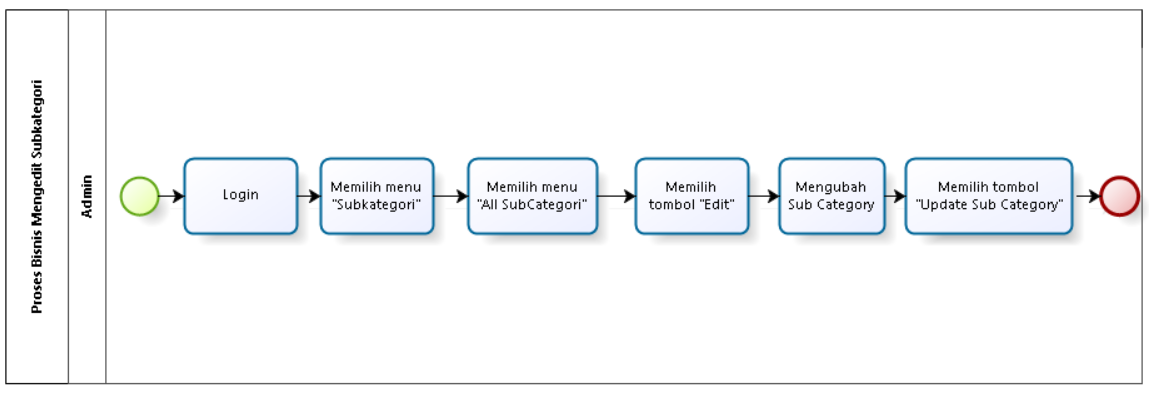 Proses Bisnis Mengedit Subkategori
Admin
Login
Memilih menu
"Subkategori"
Memilih menu
"All SubCategori"
Memilih
tombol "Edit"
Mengubah
Sub Category
Memilih tombol
"Update Sub Category"